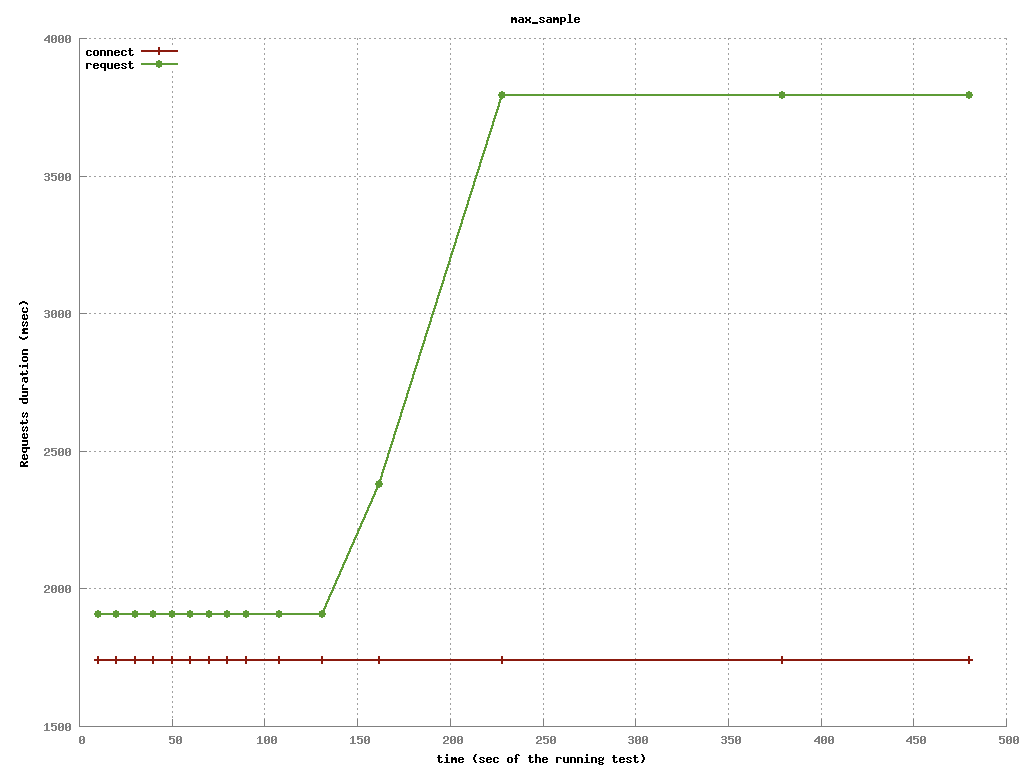 max_sample
connect
request
4000
3500
3000
2500
2000
1500
Requests duration (msec)
0 50 100 150 200 250 300 350 400 450 500
time (sec of the running test)